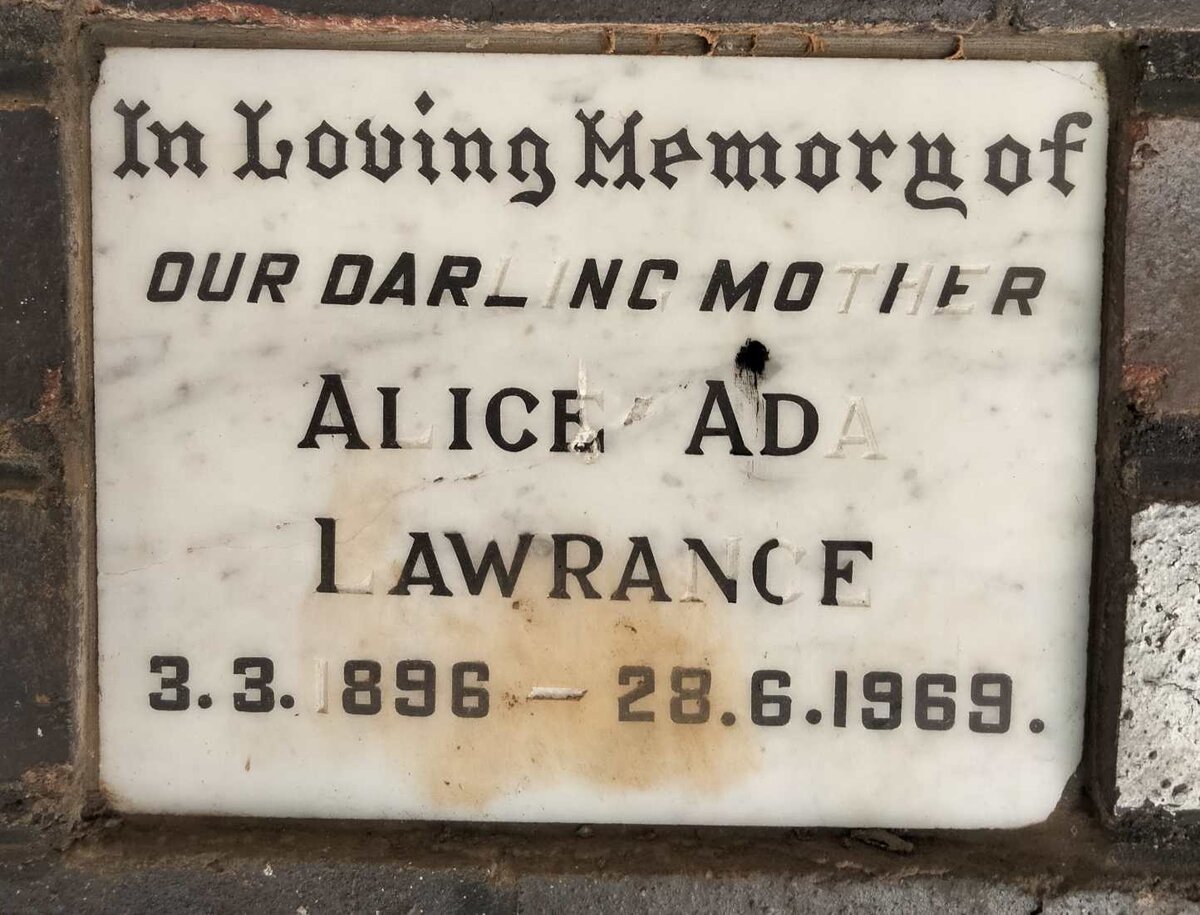 In Loving Memory of
OUR DARLING MOTHER
ALICE ADA
LAWRANCE
3.3.1896 — 28.6.1969.